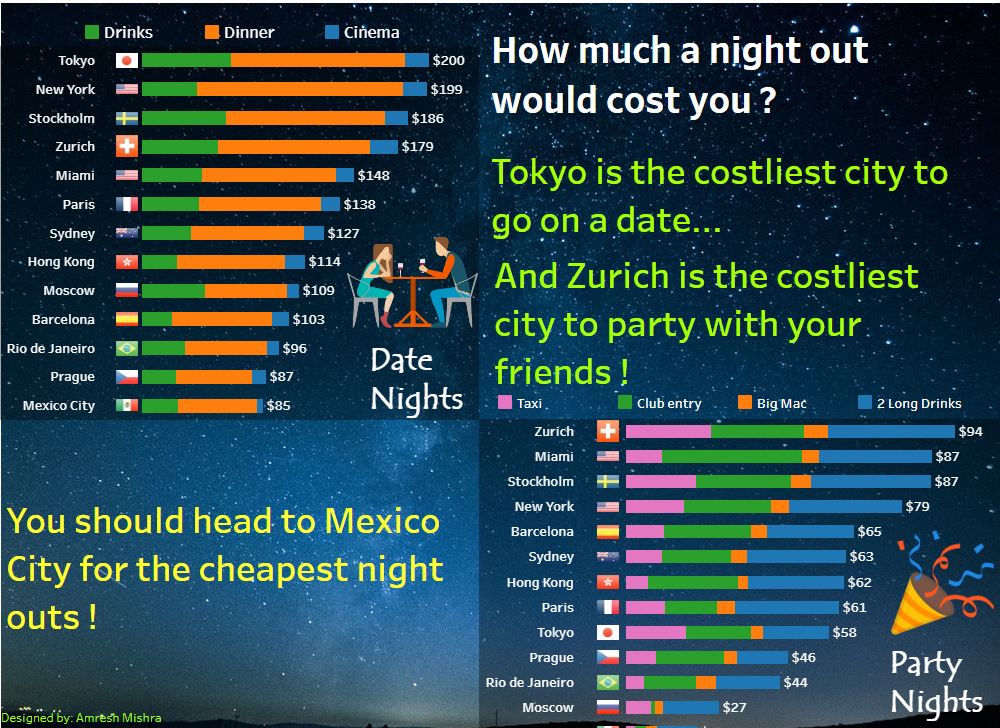 Drinks Dinner Cinema
Tokyo $200
New York $199
Stockholm $186
Zurich $179
Miami $148
Paris $138
Sydney $127
Hong Kong $114
Moscow $109
Barcelona $103
Rio de Janeiro $96
Prague $87
Mexico City $85
Date
Nights
How much a night out
would cost you ?
Tokyo is the costliest city to
go on a date...
And Zurich is the costliest
city to party with your
friends !
Taxi Club entry Big Mac 2 Long Drinks
Zurich $94
Miami $87
Stockholm $87
New York $79
Barcelona $65
Sydney $63
Hong Kong $62
Paris $61
Tokyo $58
Prague $46
Rio de Janeiro $44
Moscow $27
Party
Nights
You should head to Mexico
City for the cheapest night
outs !
Designed by: Amresh Mishra